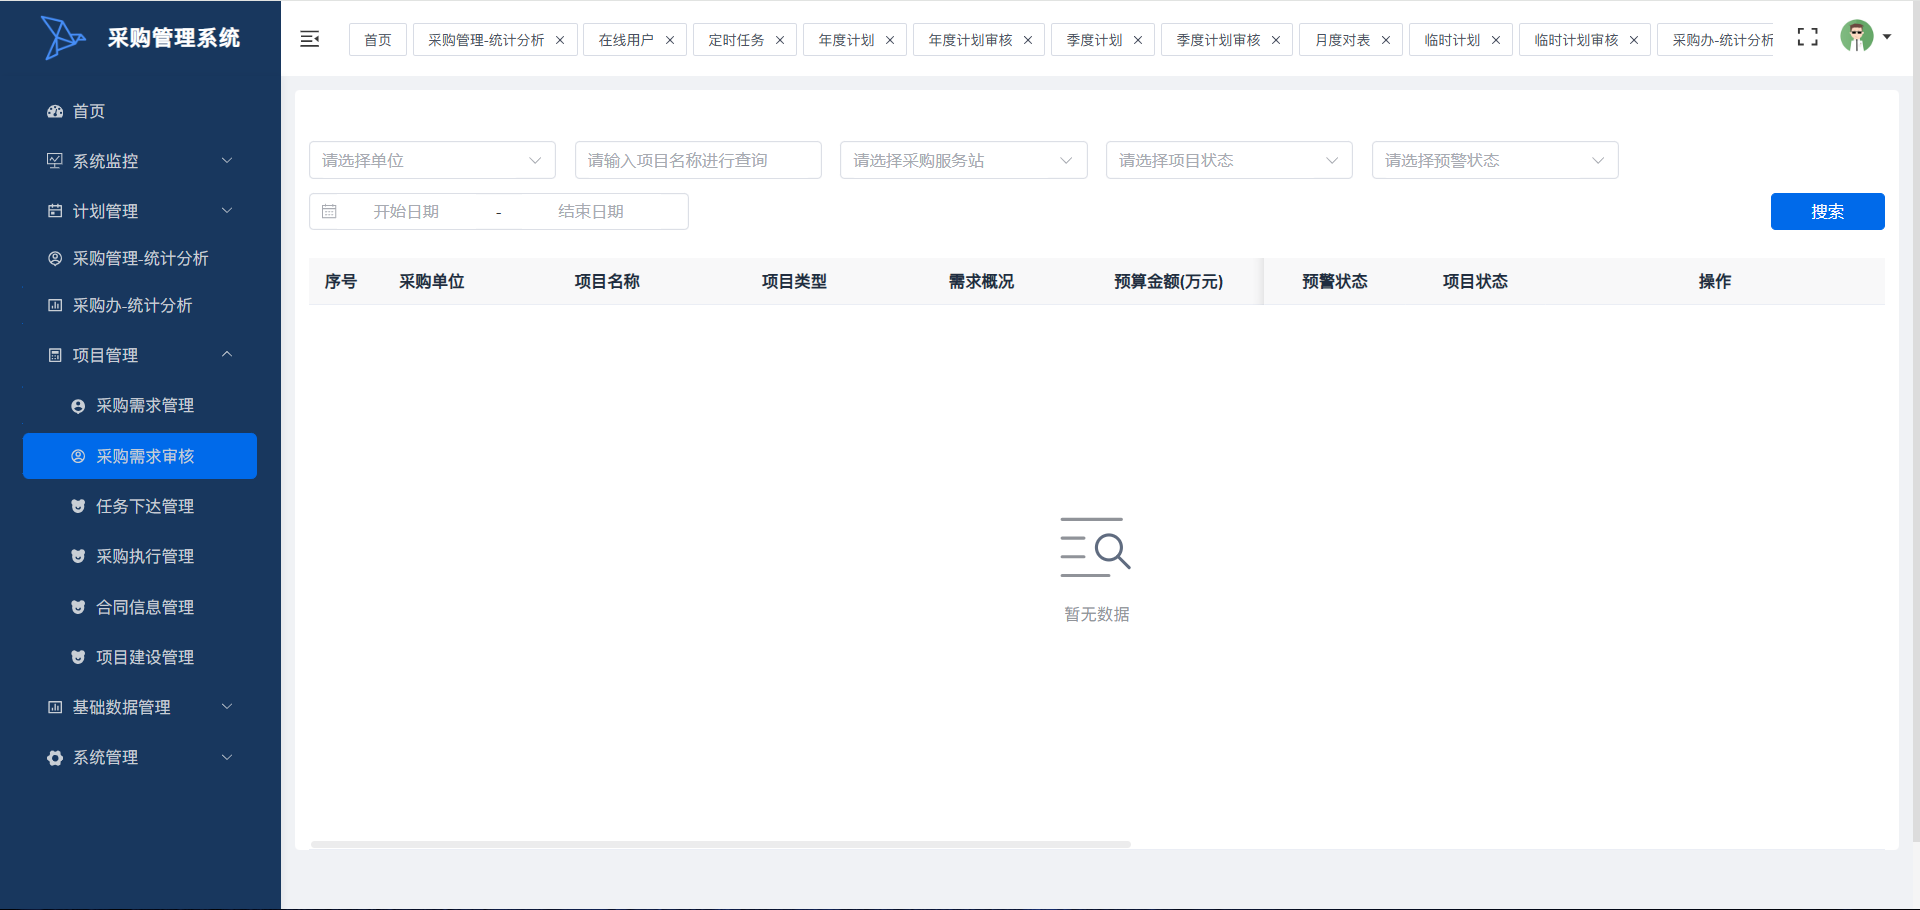 采购管理系统
首页
系统监控
计划管理
采购管理-统计分析
采购办-统计分析
项目管理
采购需求管理
采购需求审核
任务下达管理
采购执行管理
合同信息管理
项目建设管理
基础数据管理
系统管理
首页 采购管理-统计分析 在线用户 定时任务 年度计划 年度计划审核 季度计划 季度计划审核 月度对表 临时计划 临时计划审核 采购办-统计分析
请选择单位 请输入项目名称进行查询 请选择采购服务站 请选择项目状态 请选择预警状态
开始日期 - 结束日期 搜索
序号 采购单位 项目名称 项目类型 需求概况 预算金额(万元) 预警状态 项目状态 操作
暂无数据